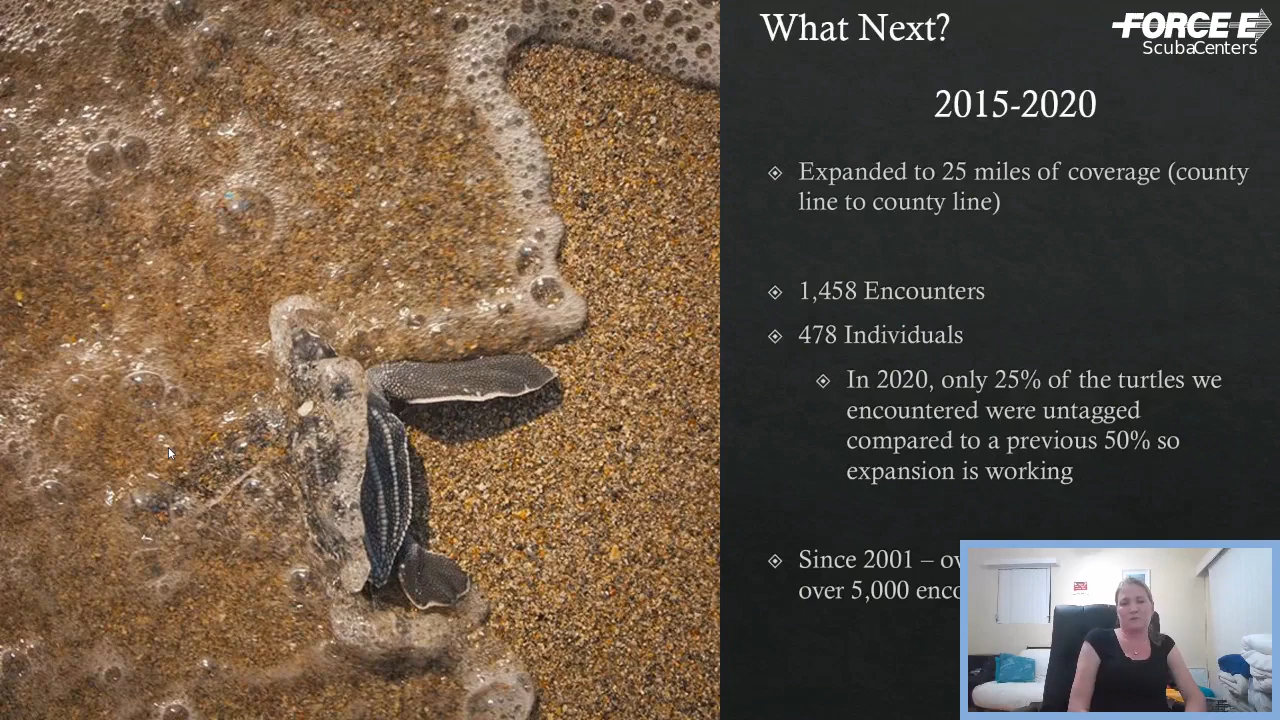 What Next?
FORCE-E
ScubaCenters
2015-2020
Expanded to 25 miles of coverage (county
line to county line)
1,458 Encounters
478 Individuals
In 2020, only 25% of the turtles we
encountered were untagged
compared to a previous 50% so
expansion is working
Since 2001 –
over 5,000